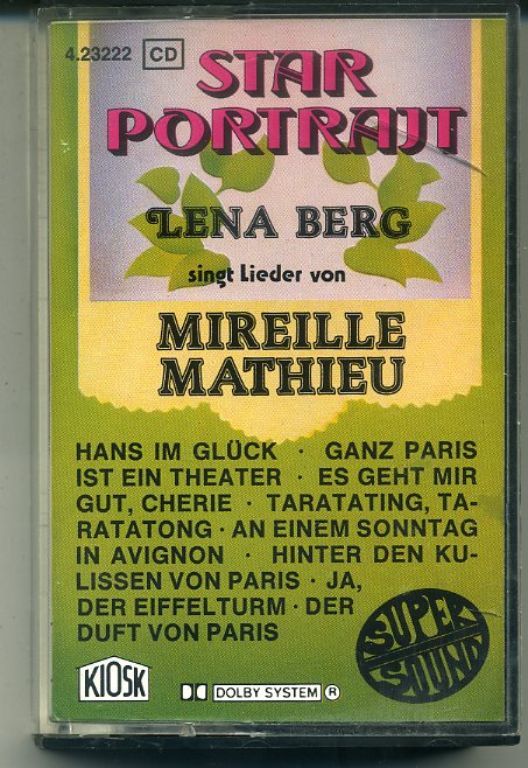 4.23222 CD
STAR
PORTRAIT
LENA BERG
singt Lieder von
MIREILLE
MATHIEU
HANS IM GLÜCK · GANZ PARIS
IST EIN THEATER · ES GEHT MIR
GUT, CHERIE · TARATATING, TA-
RATATONG · AN EINEM SONNTAG
IN AVIGNON · HINTER DEN KU-
LISSEN VON PARIS · JA,
DER EIFFELTURM · DER
DUFT VON PARIS
SUPER
SOUND
KIOSK
DOLBY SYSTEM ®